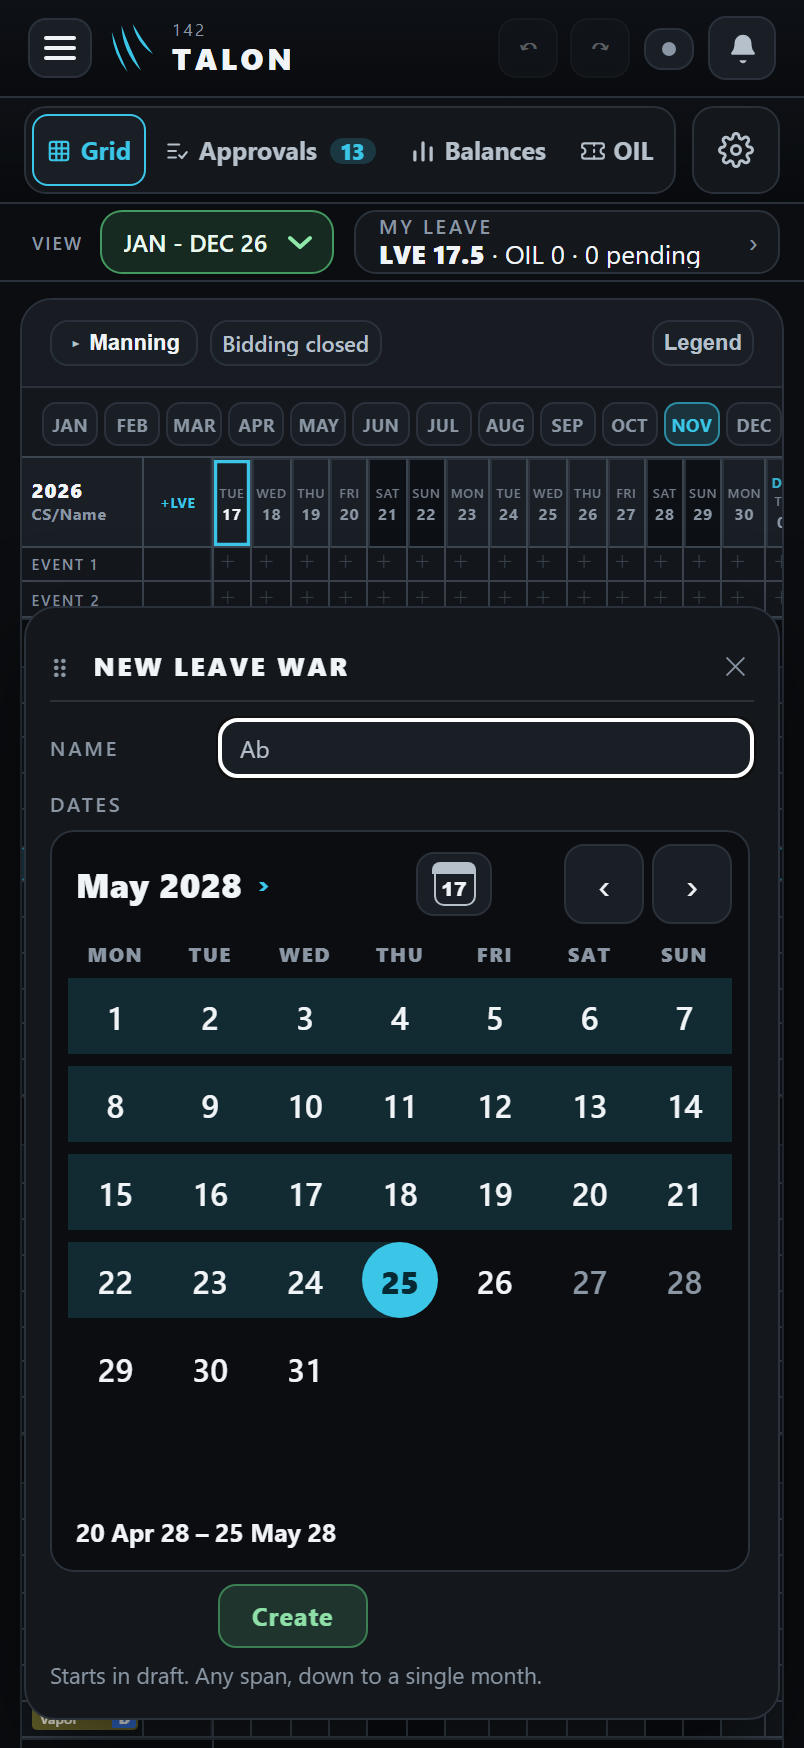 142
TALON
Grid
Approvals 13
Balances
OIL
VIEW
JAN - DEC 26
MY LEAVE
LVE 17.5 · OIL 0 · 0 pending
Manning
Bidding closed
Legend
JAN FEB MAR APR MAY JUN JUL AUG SEP OCT NOV DEC
2026
CS/Name
+LVE
TUE WED THU FRI SAT SUN MON TUE WED THU FRI SAT SUN MON
17 18 19 20 21 22 23 24 25 26 27 28 29 30
EVENT 1
EVENT 2
NEW LEAVE WAR
NAME
Ab
DATES
May 2028
17
MON TUE WED THU FRI SAT SUN
1 2 3 4 5 6 7
8 9 10 11 12 13 14
15 16 17 18 19 20 21
22 23 24 25 26 27 28
29 30 31
20 Apr 28 – 25 May 28
Create
Starts in draft. Any span, down to a single month.
Vapor